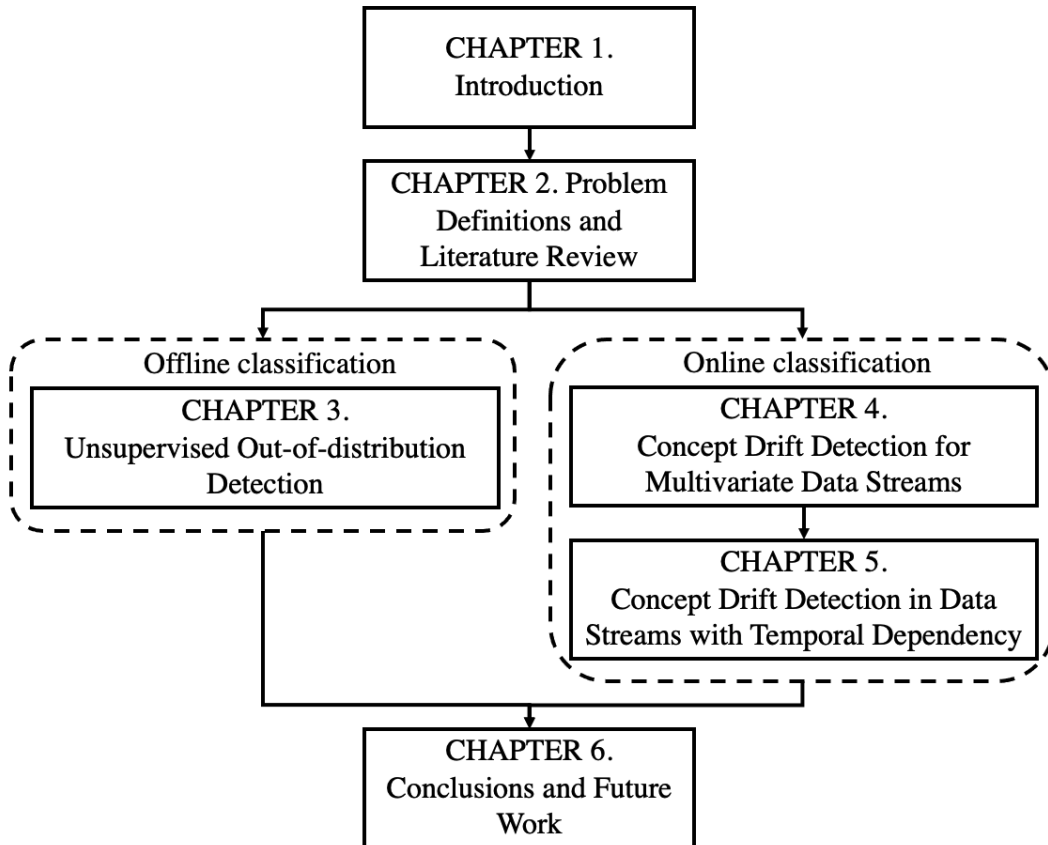 CHAPTER 1.
Introduction
CHAPTER 2. Problem
Definitions and
Literature Review
Offline classification
CHAPTER 3.
Unsupervised Out-of-distribution
Detection
Online classification
CHAPTER 4.
Concept Drift Detection for
Multivariate Data Streams
CHAPTER 5.
Concept Drift Detection in Data
Streams with Temporal Dependency
CHAPTER 6.
Conclusions and Future
Work